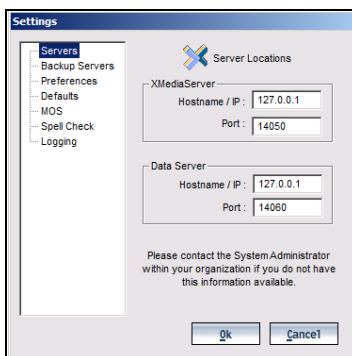 Settings
Servers
Backup Servers
Preferences
Defaults
MOS
Spell Check
Logging
Server Locations
XMediaServer
Hostname / IP : 127.0.0.1
Port : 14050
Data Server
Hostname / IP : 127.0.0.1
Port : 14060
Please contact the System Administrator
within your organization if you do not have
this information available.
Ok Cancel